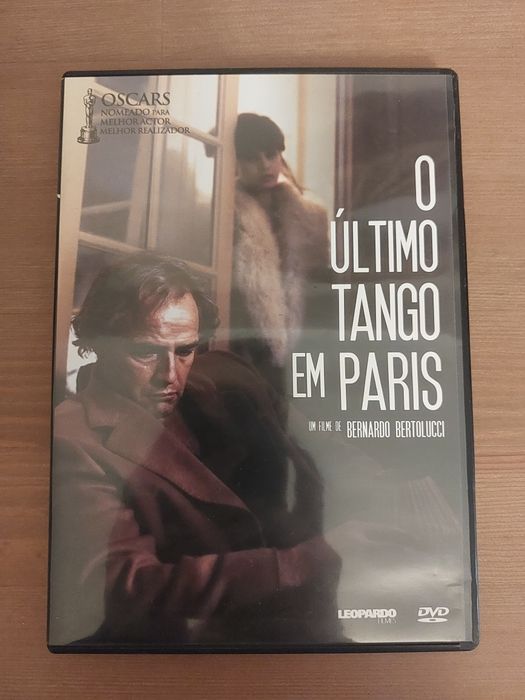 OSCARS
NOMEADO PARA
MELHOR ACTOR
MELHOR REALIZADOR
O
ÚLTIMO
TANGO
EM PARIS
UM FILME DE BERNARDO BERTOLUCCI
LEOPARDO
FILMES
DVD